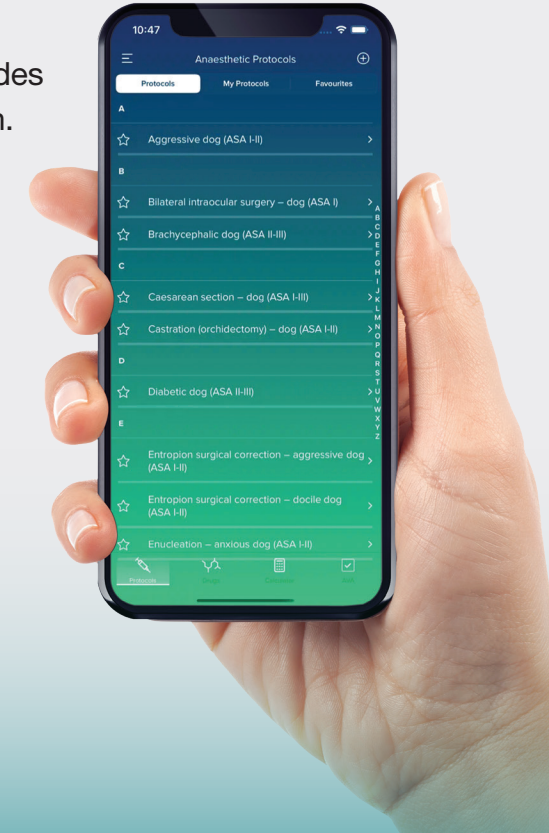 des
n.
10:47
Anaesthetic Protocols
Protocols
My Protocols
Favourites
A
Aggressive dog (ASA I-II)
B
Bilateral intraocular surgery – dog (ASA I)
Brachycephalic dog (ASA II-III)
C
Caesarean section – dog (ASA I-III)
Castration (orchidectomy) – dog (ASA I-II)
D
Diabetic dog (ASA II-III)
E
Entropion surgical correction – aggressive dog
(ASA I-II)
Entropion surgical correction – docile dog
(ASA I-II)
Enucleation – anxious dog (ASA I-II)
A
B
C
D
E
F
G
H
I
J
K
L
M
N
O
P
Q
R
S
T
U
V
W
X
Y
Z
Protocols
Drugs